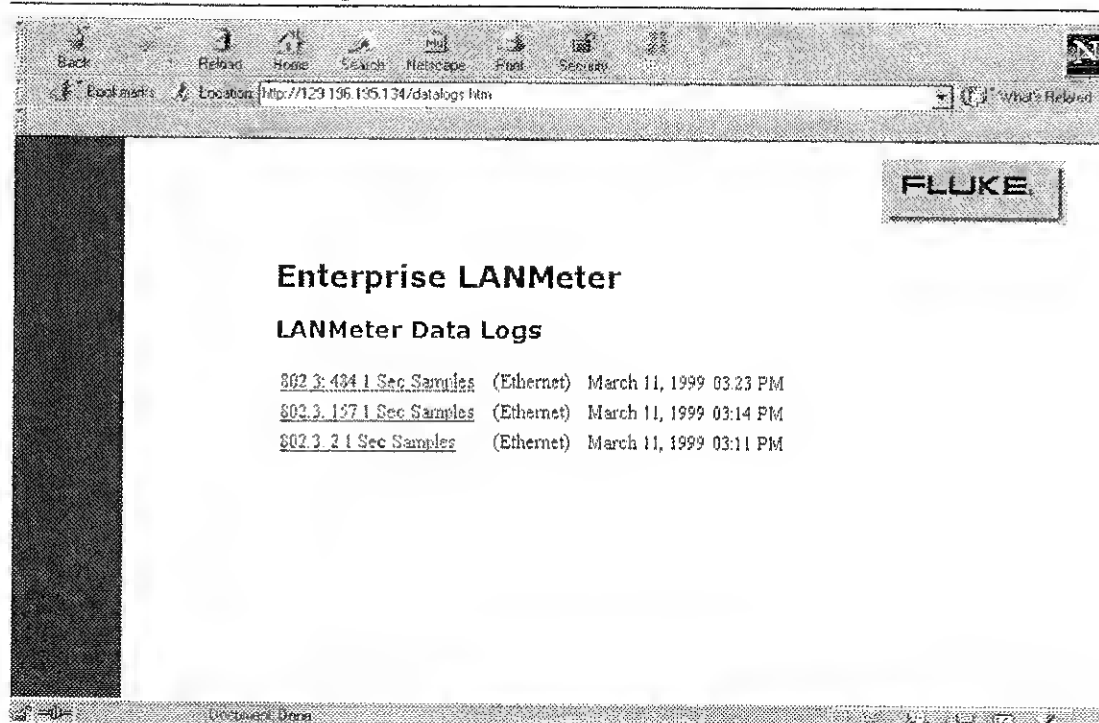 Back Reload Home Search Netscape Print Security
Bookmarks Location: http://129.196.195.134/datalogs.htm What's Related
N
FLUKE
Enterprise LANMeter
LANMeter Data Logs
802.3: 484 1 Sec Samples (Ethernet) March 11, 1999 03:23 PM
802.3: 157 1 Sec Samples (Ethernet) March 11, 1999 03:14 PM
802.3: 2 1 Sec Samples (Ethernet) March 11, 1999 03:11 PM
Document: Done